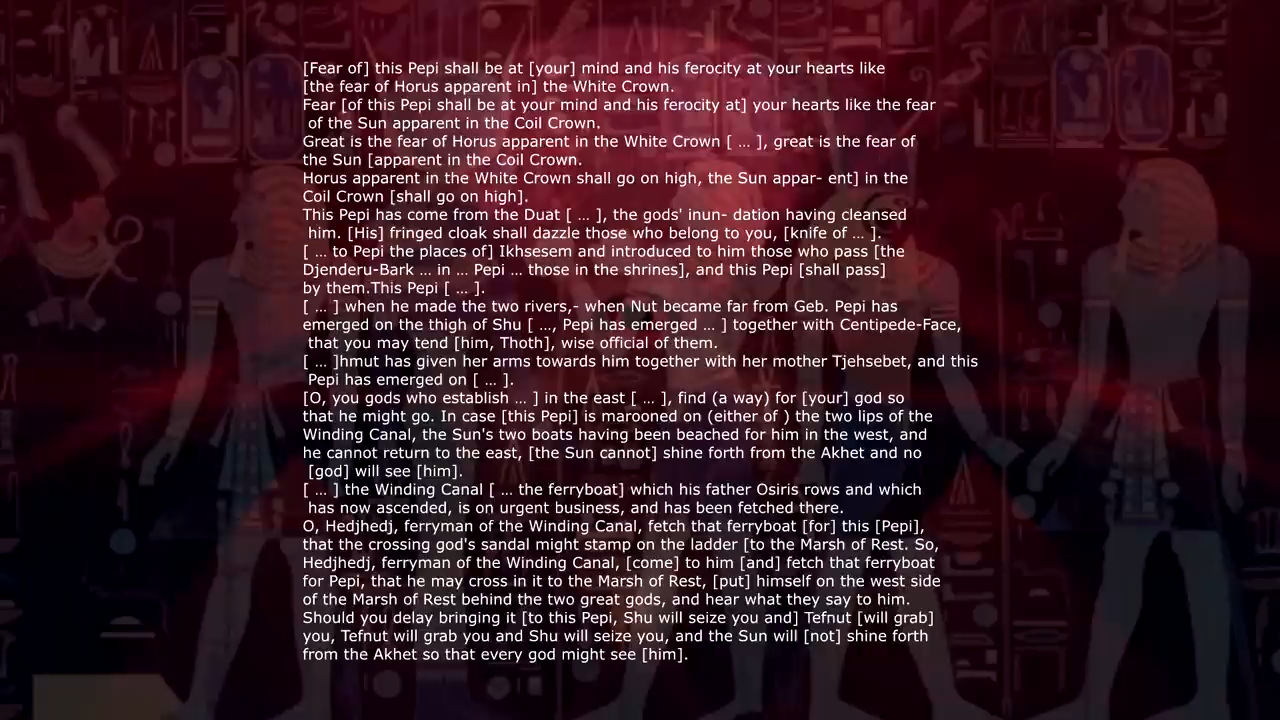 [Fear of] this Pepi shall be at [your] mind and his ferocity at your hearts like
[the fear of Horus apparent in] the White Crown.
Fear [of this Pepi shall be at your mind and his ferocity at] your hearts like the fear
of the Sun apparent in the Coil Crown.
Great is the fear of Horus apparent in the White Crown [ … ], great is the fear of
the Sun [apparent in the Coil Crown.
Horus apparent in the White Crown shall go on high, the Sun appar- ent] in the
Coil Crown [shall go on high].
This Pepi has come from the Duat [ … ], the gods' inun- dation having cleansed
him. [His] fringed cloak shall dazzle those who belong to you, [knife of … ].
[ … to Pepi the places of] Ikhsesem and introduced to him those who pass [the
Djenderu-Bark … in … Pepi … those in the shrines], and this Pepi [shall pass]
by them.This Pepi [ … ].
[ … ] when he made the two rivers,- when Nut became far from Geb. Pepi has
emerged on the thigh of Shu [ …, Pepi has emerged … ] together with Centipede-Face,
that you may tend [him, Thoth], wise official of them.
[ … ]hmut has given her arms towards him together with her mother Tjehsebet, and this
Pepi has emerged on [ … ].
[O, you gods who establish … ] in the east [ … ], find (a way) for [your] god so
that he might go. In case [this Pepi] is marooned on (either of ) the two lips of the
Winding Canal, the Sun's two boats having been beached for him in the west, and
he cannot return to the east, [the Sun cannot] shine forth from the Akhet and no
[god] will see [him].
[ … ] the Winding Canal [ … the ferryboat] which his father Osiris rows and which
has now ascended, is on urgent business, and has been fetched there.
O, Hedjhedj, ferryman of the Winding Canal, fetch that ferryboat [for] this [Pepi],
that the crossing god's sandal might stamp on the ladder [to the Marsh of Rest. So,
Hedjhedj, ferryman of the Winding Canal, [come] to him [and] fetch that ferryboat
for Pepi, that he may cross in it to the Marsh of Rest, [put] himself on the west side
of the Marsh of Rest behind the two great gods, and hear what they say to him.
Should you delay bringing it [to this Pepi, Shu will seize you and] Tefnut [will grab]
you, Tefnut will grab you and Shu will seize you, and the Sun will [not] shine forth
from the Akhet so that every god might see [him].